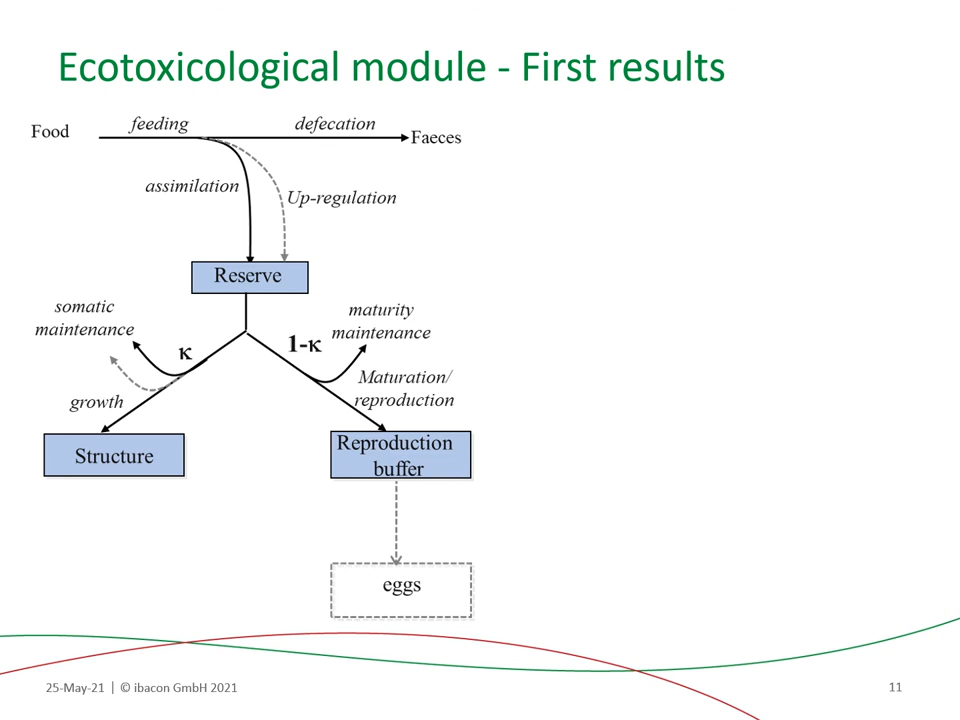 Ecotoxicological module - First results
Food
feeding
defecation
Faeces
assimilation
Up-regulation
Reserve
somatic
maintenance
maturity
maintenance
κ
1-κ
growth
Maturation/
reproduction
Structure
Reproduction
buffer
eggs
25-May-21 | © ibacon GmbH 2021
11